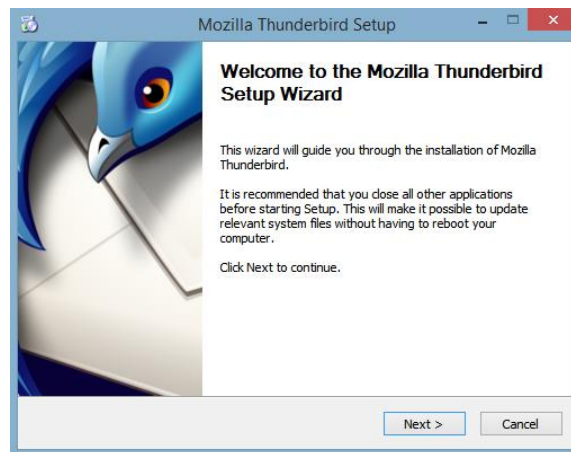 Mozilla Thunderbird Setup
Welcome to the Mozilla Thunderbird
Setup Wizard
This wizard will guide you through the installation of Mozilla
Thunderbird.
It is recommended that you close all other applications
before starting Setup. This will make it possible to update
relevant system files without having to reboot your
computer.
Click Next to continue.
Next >
Cancel